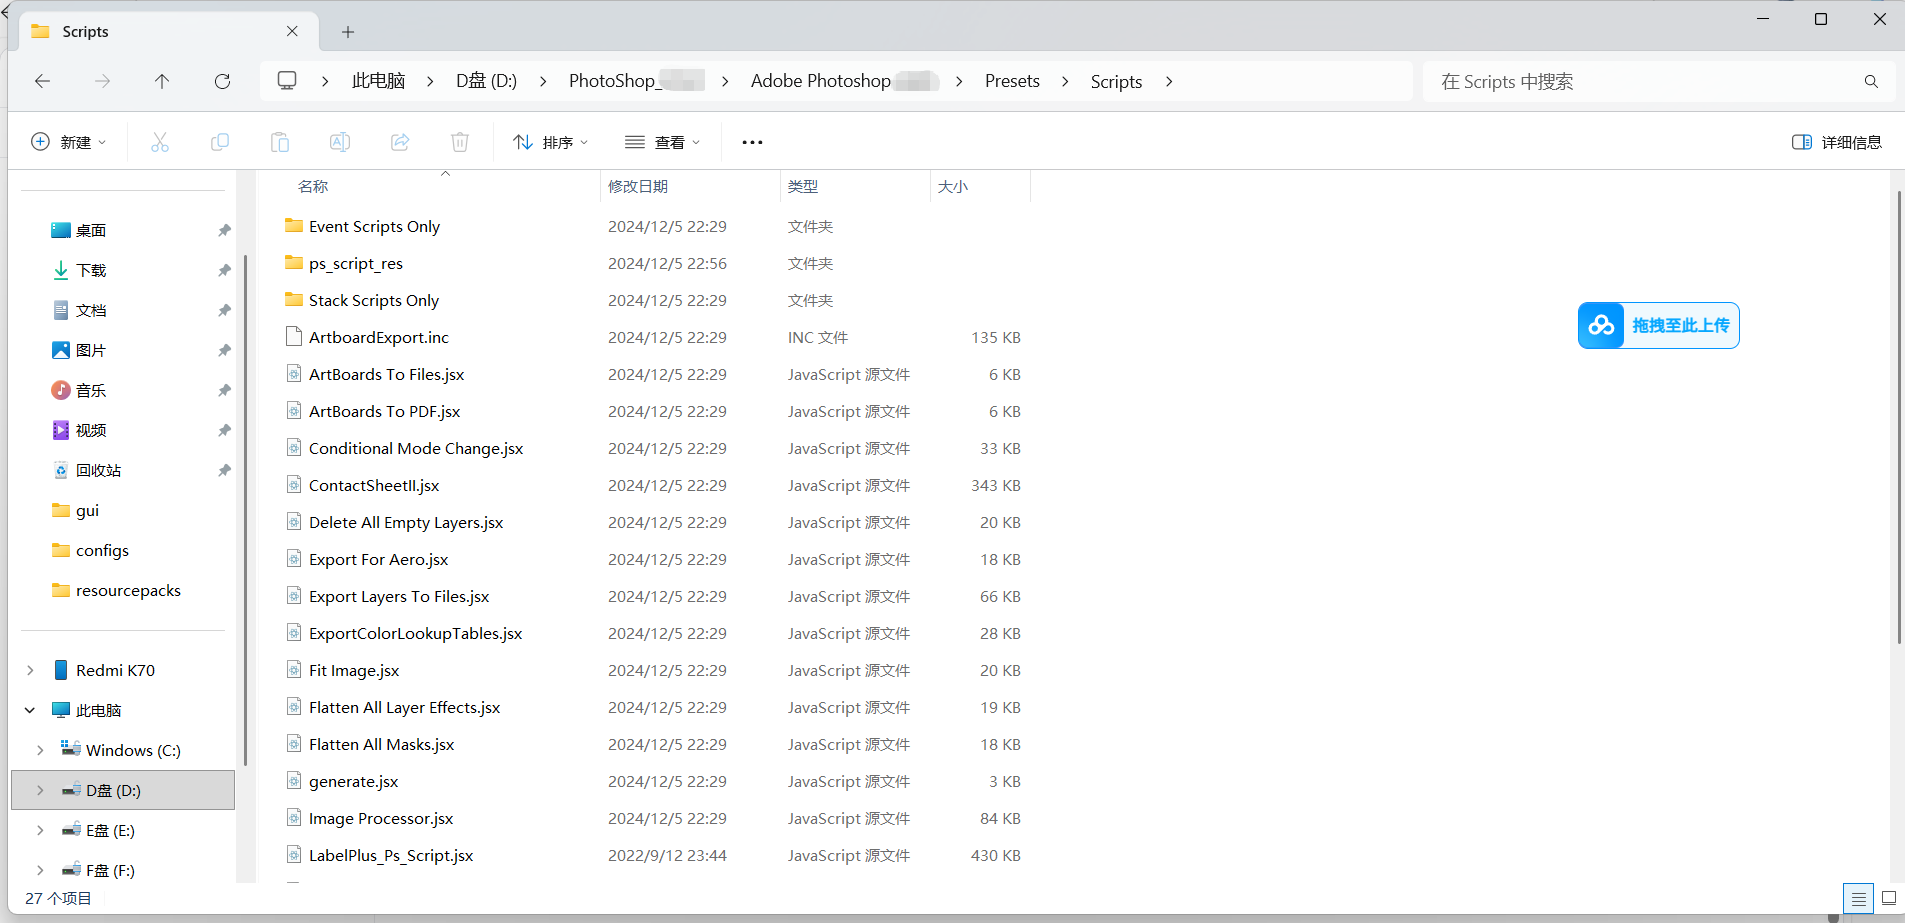 Scripts
此电脑 D盘 (D:) PhotoShop_ Adobe Photoshop Presets Scripts
在 Scripts 中搜索
新建 排序 查看 详细信息
名称 修改日期 类型 大小
桌面
下载
文档
图片
音乐
视频
回收站
gui
configs
resourcepacks
Redmi K70
此电脑
Windows (C:)
D盘 (D:)
E盘 (E:)
F盘 (F:)
Event Scripts Only 2024/12/5 22:29 文件夹
ps_script_res 2024/12/5 22:56 文件夹
Stack Scripts Only 2024/12/5 22:29 文件夹
ArtboardExport.inc 2024/12/5 22:29 INC 文件 135 KB
ArtBoards To Files.jsx 2024/12/5 22:29 JavaScript 源文件 6 KB
ArtBoards To PDF.jsx 2024/12/5 22:29 JavaScript 源文件 6 KB
Conditional Mode Change.jsx 2024/12/5 22:29 JavaScript 源文件 33 KB
ContactSheetII.jsx 2024/12/5 22:29 JavaScript 源文件 343 KB
Delete All Empty Layers.jsx 2024/12/5 22:29 JavaScript 源文件 20 KB
Export For Aero.jsx 2024/12/5 22:29 JavaScript 源文件 18 KB
Export Layers To Files.jsx 2024/12/5 22:29 JavaScript 源文件 66 KB
ExportColorLookupTables.jsx 2024/12/5 22:29 JavaScript 源文件 28 KB
Fit Image.jsx 2024/12/5 22:29 JavaScript 源文件 20 KB
Flatten All Layer Effects.jsx 2024/12/5 22:29 JavaScript 源文件 19 KB
Flatten All Masks.jsx 2024/12/5 22:29 JavaScript 源文件 18 KB
generate.jsx 2024/12/5 22:29 JavaScript 源文件 3 KB
Image Processor.jsx 2024/12/5 22:29 JavaScript 源文件 84 KB
LabelPlus_Ps_Script.jsx 2022/9/12 23:44 JavaScript 源文件 430 KB
拖拽至此上传
27 个项目